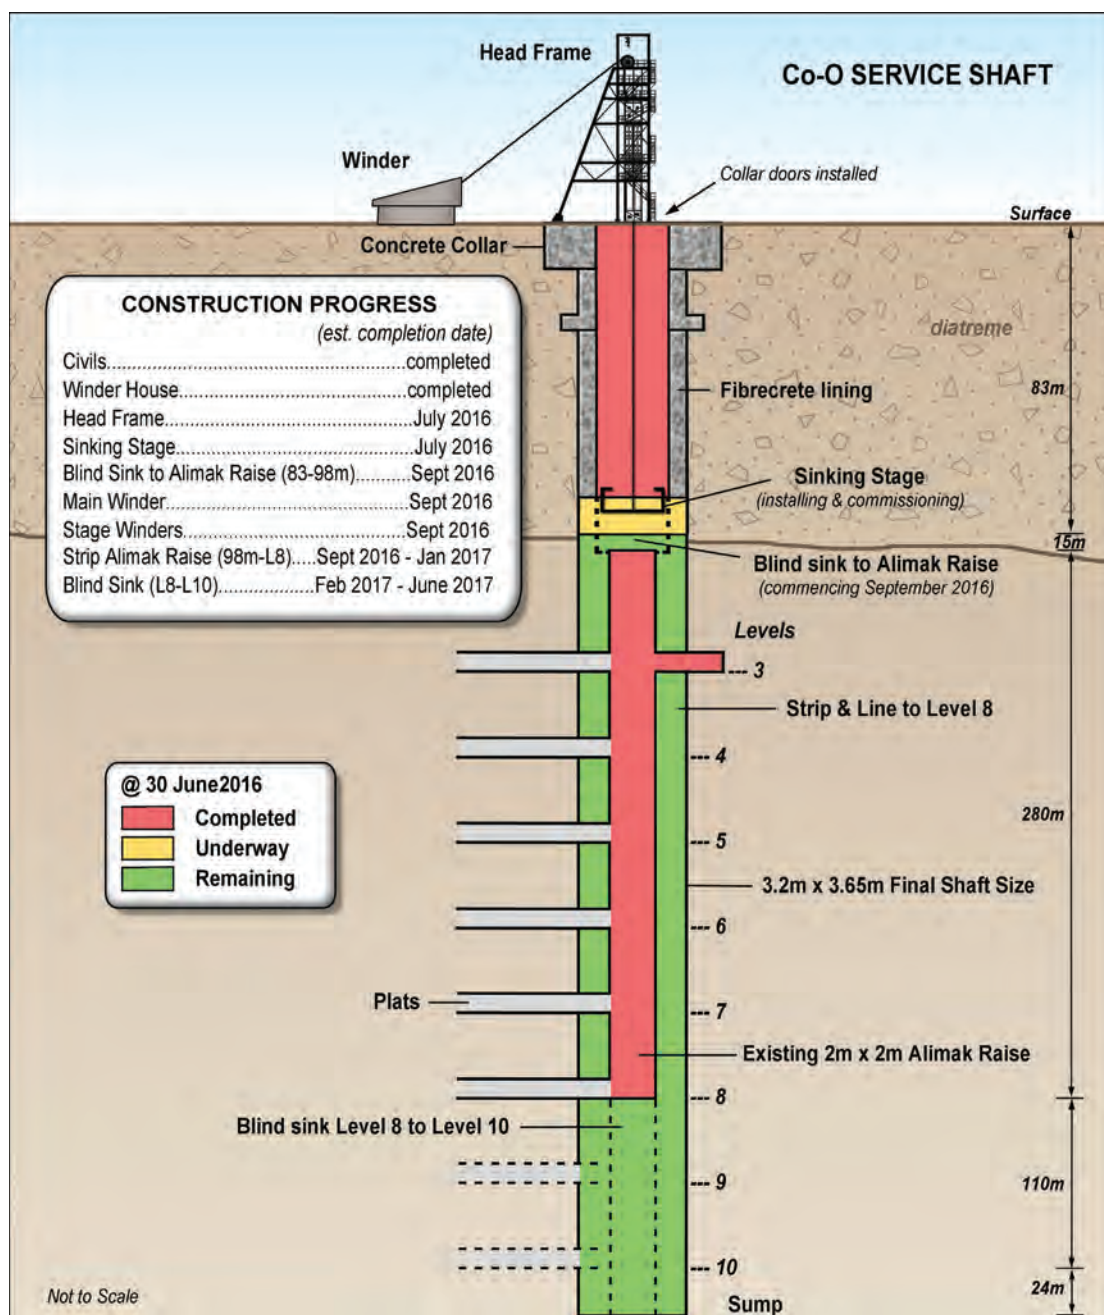 Co-O SERVICE SHAFT
Head Frame
Winder
Collar doors installed
Surface
Concrete Collar
CONSTRUCTION PROGRESS
(est. completion date)
Civils..........completed
Winder House..........completed
Head Frame..........July 2016
Sinking Stage..........July 2016
Blind Sink to Alimak Raise (83-98m)....Sept 2016
Main Winder..........Sept 2016
Stage Winders..........Sept 2016
Strip Alimak Raise (98m-L8).....Sept 2016 - Jan 2017
Blind Sink (L8-L10)..........Feb 2017 - June 2017
diatreme
Fibrecrete lining
83m
Sinking Stage
(installing & commissioning)
15m
Blind sink to Alimak Raise
(commencing September 2016)
Levels
3
Strip & Line to Level 8
4
@ 30 June2016
Completed
Underway
Remaining
280m
5
3.2m x 3.65m Final Shaft Size
6
Plats
7
Existing 2m x 2m Alimak Raise
8
Blind sink Level 8 to Level 10
9
110m
10
24m
Not to Scale
Sump